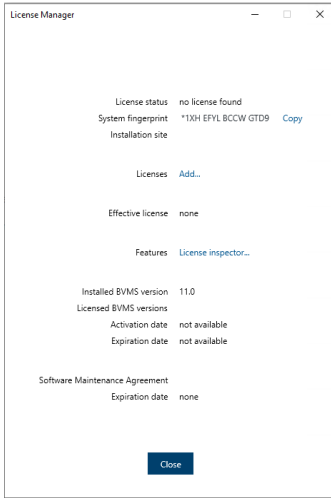 License Manager
License status no license found
System fingerprint *1XH EFYL BCCW GTD9 Copy
Installation site
Licenses Add...
Effective license none
Features License inspector...
Installed BVMS version 11.0
Licensed BVMS versions
Activation date not available
Expiration date not available
Software Maintenance Agreement
Expiration date none
Close